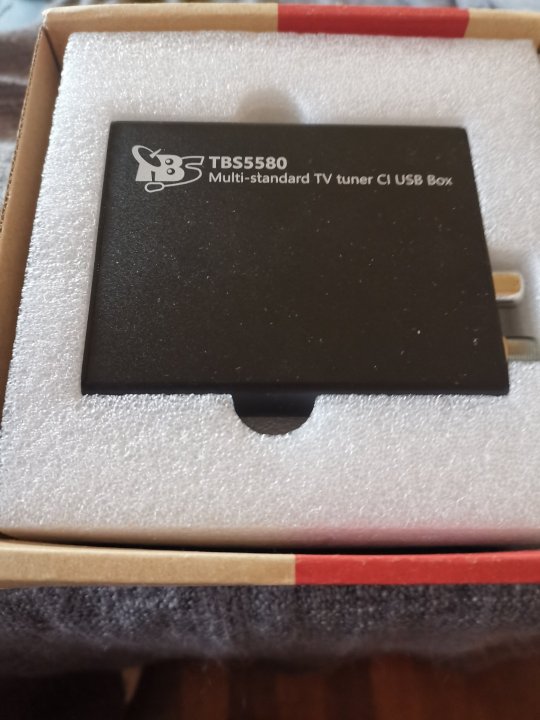 TBS
TBS5580
Multi-standard TV tuner CI USB Box